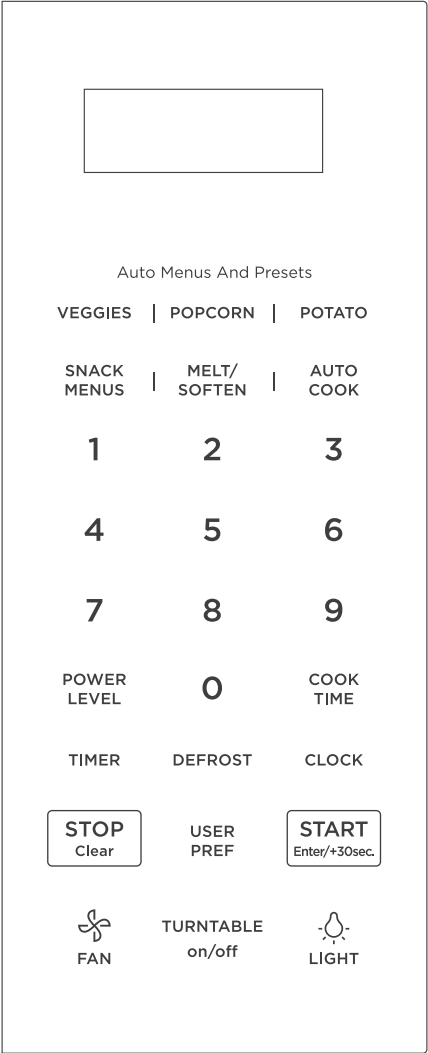 Auto Menus And Presets
VEGGIES | POPCORN | POTATO
SNACK MENUS | MELT/ SOFTEN | AUTO COOK
1 2 3
4 5 6
7 8 9
POWER LEVEL 0 COOK TIME
TIMER DEFROST CLOCK
STOP Clear USER PREF START Enter/+30sec.
FAN TURNTABLE on/off LIGHT